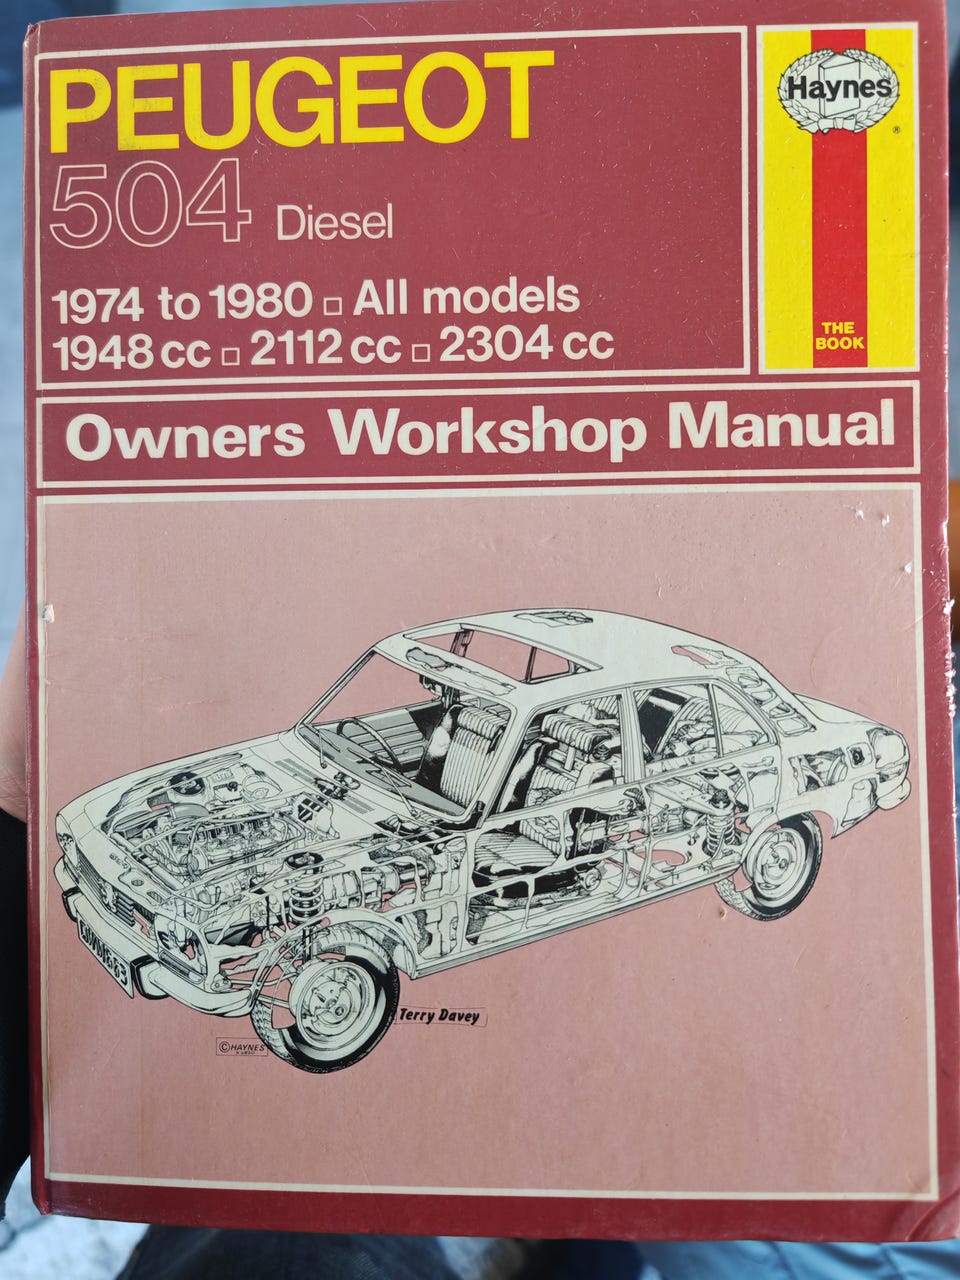 PEUGEOT
504 Diesel
1974 to 1980 □ All models
1948 cc □ 2112 cc □ 2304 cc
Haynes
®
THE
BOOK
Owners Workshop Manual
Terry Davey
© HAYNES